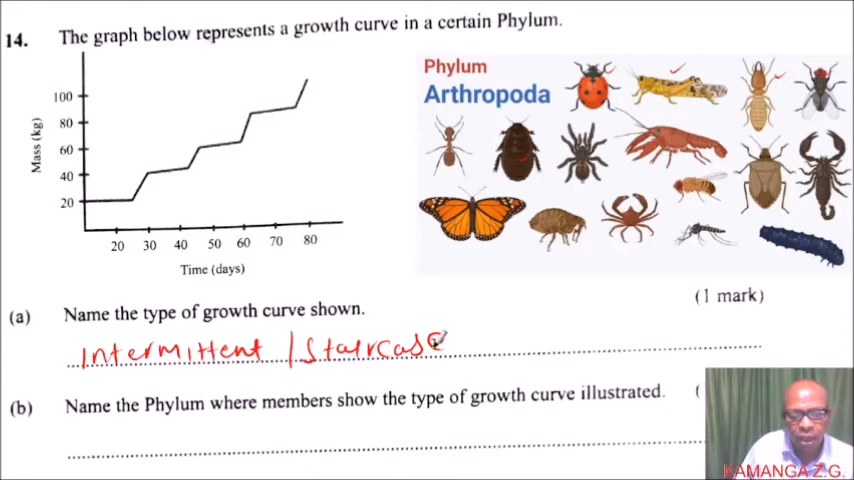 14. The graph below represents a growth curve in a certain Phylum.
Phylum
Arthropoda
Mass (kg)
100
80
60
40
20
20 30 40 50 60 70 80
Time (days)
(a) Name the type of growth curve shown. (1 mark)
Intermittent / Staircase
(b) Name the Phylum where members show the type of growth curve illustrated. (
KAMANGA Z.G.